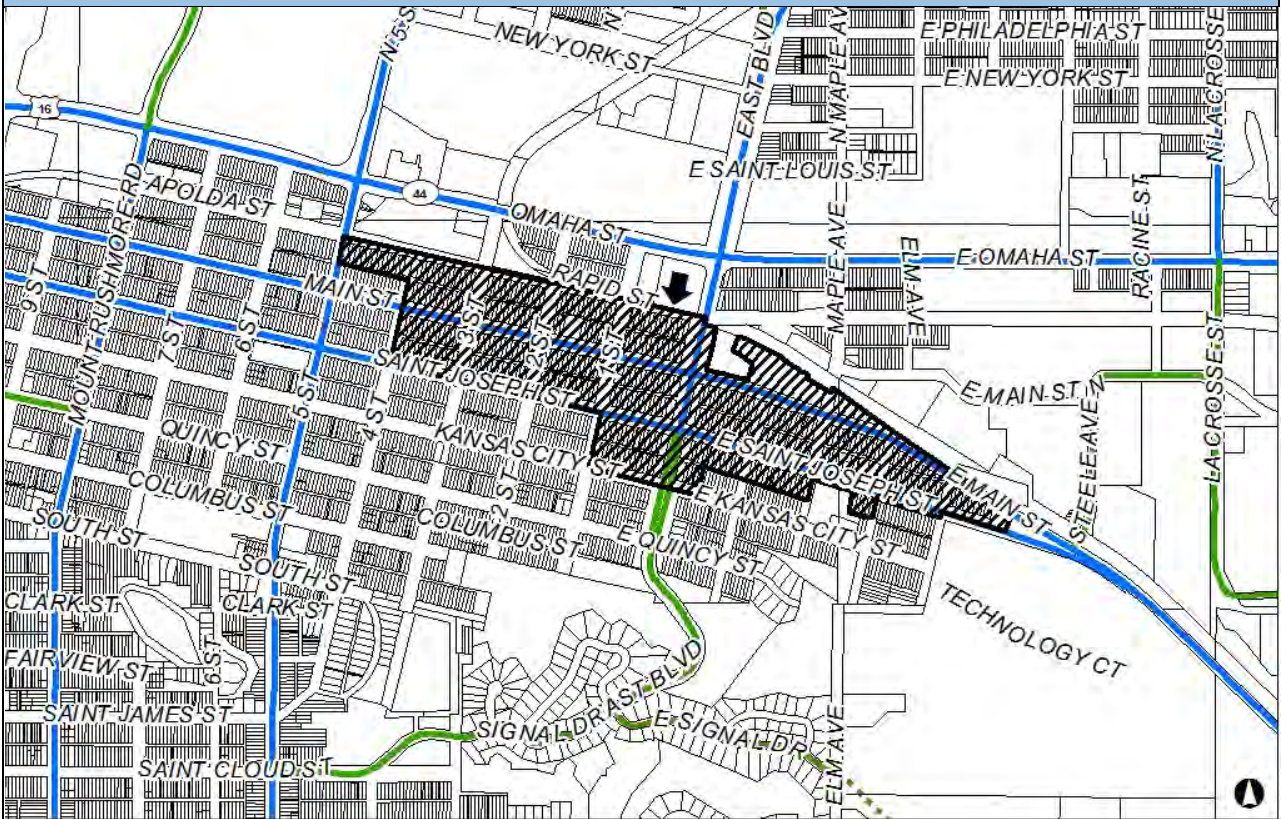 NEW YORK ST
N 5 S
EAST BLVD
N MAPLE AV
E PHILADELPHIA ST
E NEW YORK ST
N LA CROSSE
16
E SAINT LOUIS ST
APOLDA ST
44
OMAHA ST
MAPLE AVE
ELM AVE
RACINE ST
E OMAHA ST
MOUNT RUSHMORE RD
9 ST
7 ST
6 ST
5 ST
4 ST
MAIN ST
RAPID ST
3 ST
2 ST
1 ST
SAINT JOSEPH ST
E MAIN ST N
LA CROSSE ST
STEELE AVE
QUINCY ST
KANSAS CITY ST
E SAINT JOSEPH ST
E MAIN ST
COLUMBUS ST
2 ST
COLUMBUS ST
E KANSAS CITY ST
E QUINCY ST
SOUTH ST
SOUTH ST
CLARK ST
CLARK ST
TECHNOLOGY CT
FAIRVIEW ST
6 ST
SAINT JAMES ST
SIGNAL DR
AST BLVD
E SIGNAL DR
ELM AVE
SAINT CLOUD ST